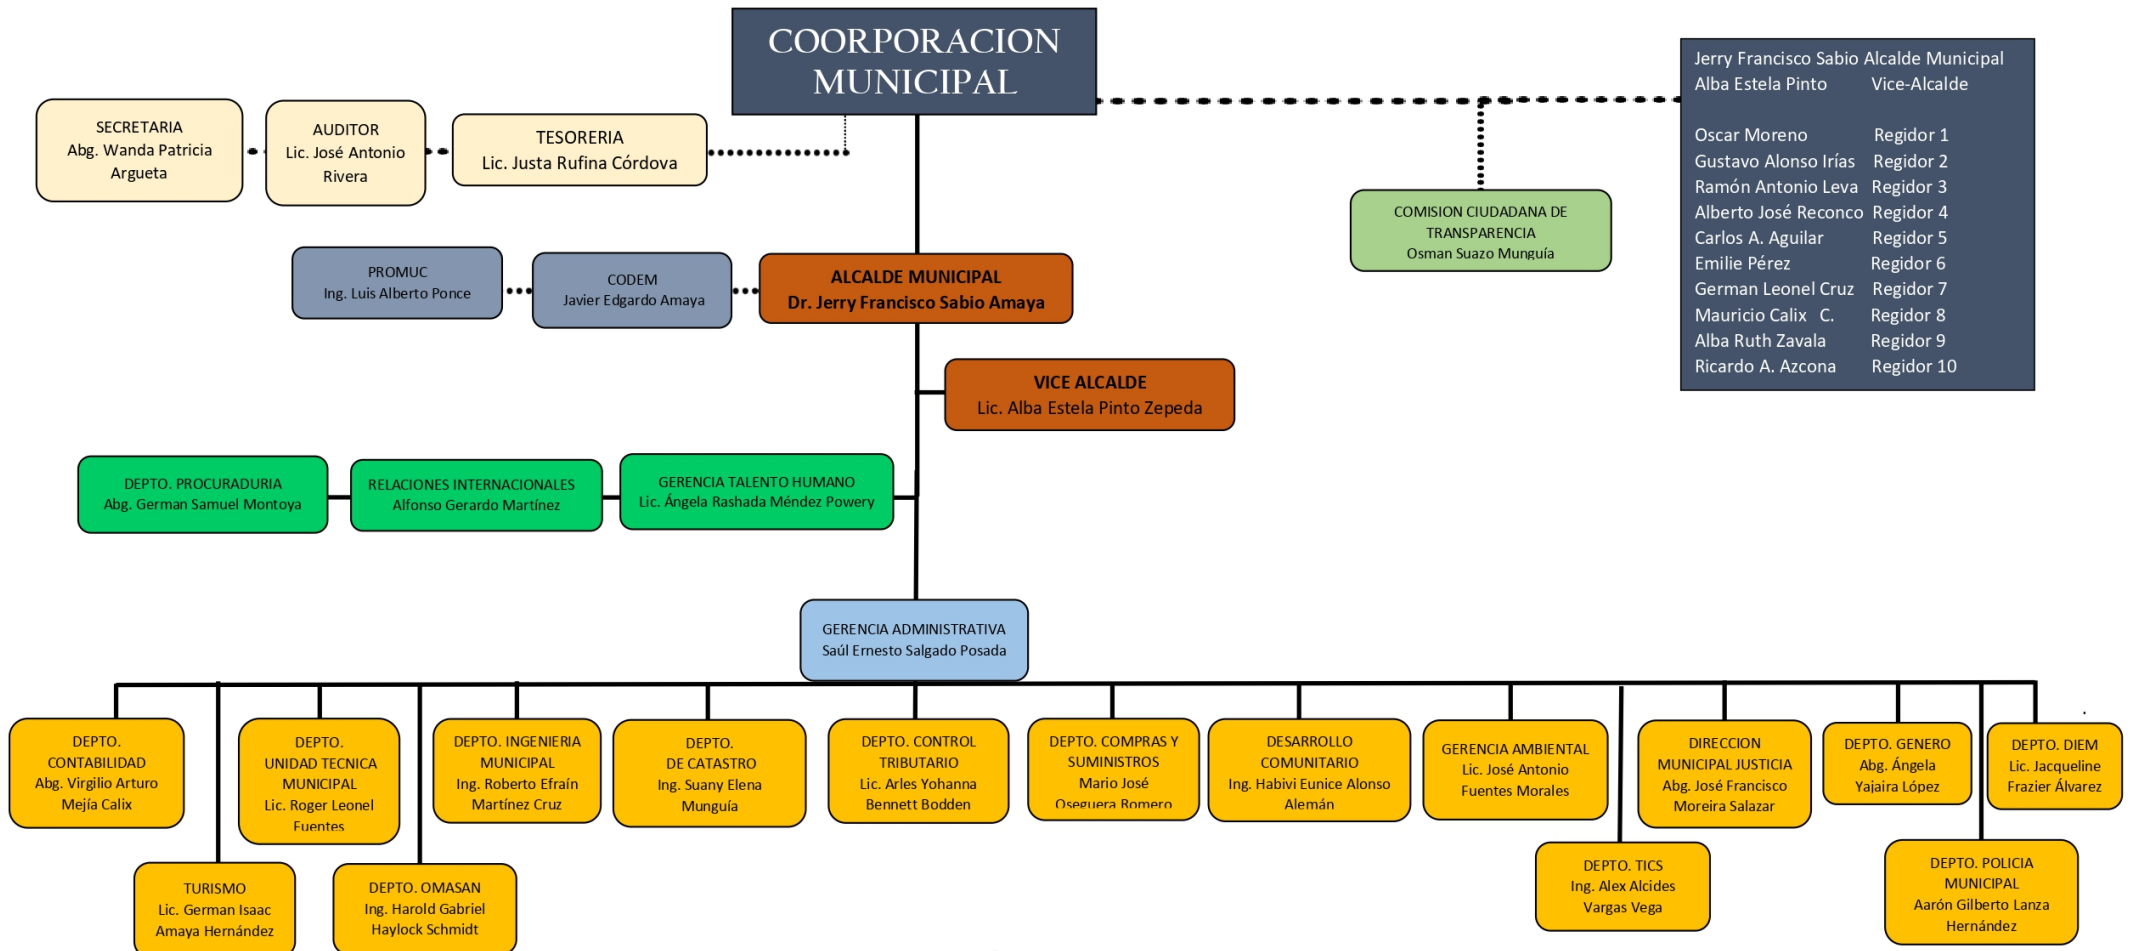 COORPORACION
MUNICIPAL
Jerry Francisco Sabio Alcalde Municipal
Alba Estela Pinto Vice-Alcalde
Oscar Moreno Regidor 1
Gustavo Alonso Irías Regidor 2
Ramón Antonio Leva Regidor 3
Alberto José Reconco Regidor 4
Carlos A. Aguilar Regidor 5
Emilie Pérez Regidor 6
German Leonel Cruz Regidor 7
Mauricio Calix C. Regidor 8
Alba Ruth Zavala Regidor 9
Ricardo A. Azcona Regidor 10
SECRETARIA
Abg. Wanda Patricia
Argueta
AUDITOR
Lic. José Antonio
Rivera
TESORERIA
Lic. Justa Rufina Córdova
COMISION CIUDADANA DE
TRANSPARENCIA
Osman Suazo Munguía
PROMUC
Ing. Luis Alberto Ponce
CODEM
Javier Edgardo Amaya
ALCALDE MUNICIPAL
Dr. Jerry Francisco Sabio Amaya
VICE ALCALDE
Lic. Alba Estela Pinto Zepeda
DEPTO. PROCURADURIA
Abg. German Samuel Montoya
RELACIONES INTERNACIONALES
Alfonso Gerardo Martínez
GERENCIA TALENTO HUMANO
Lic. Ángela Rashada Méndez Powery
GERENCIA ADMINISTRATIVA
Saúl Ernesto Salgado Posada
DEPTO.
CONTABILIDAD
Abg. Virgilio Arturo
Mejía Calix
DEPTO.
UNIDAD TECNICA
MUNICIPAL
Lic. Roger Leonel
Fuentes
DEPTO. INGENIERIA
MUNICIPAL
Ing. Roberto Efraín
Martínez Cruz
DEPTO.
DE CATASTRO
Ing. Suany Elena
Munguía
DEPTO. CONTROL
TRIBUTARIO
Lic. Arles Yohanna
Bennett Bodden
DEPTO. COMPRAS Y
SUMINISTROS
Mario José
Oseguera Romero
DESARROLLO
COMUNITARIO
Ing. Habivi Eunice Alonso
Alemán
GERENCIA AMBIENTAL
Lic. José Antonio
Fuentes Morales
DIRECCION
MUNICIPAL JUSTICIA
Abg. José Francisco
Moreira Salazar
DEPTO. GENERO
Abg. Ángela
Yajaira López
.
DEPTO. DIEM
Lic. Jacqueline
Frazier Álvarez
TURISMO
Lic. German Isaac
Amaya Hernández
DEPTO. OMASAN
Ing. Harold Gabriel
Haylock Schmidt
DEPTO. TICS
Ing. Alex Alcides
Vargas Vega
DEPTO. POLICIA
MUNICIPAL
Aarón Gilberto Lanza
Hernández